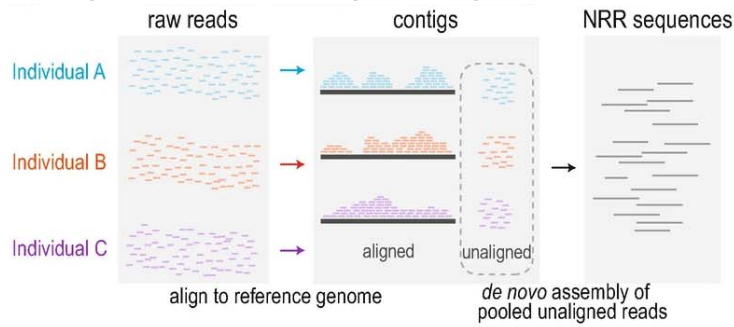 raw reads
contigs
NRR sequences
Individual A
Individual B
Individual C
aligned
unaligned
align to reference genome
de novo assembly of
pooled unaligned reads